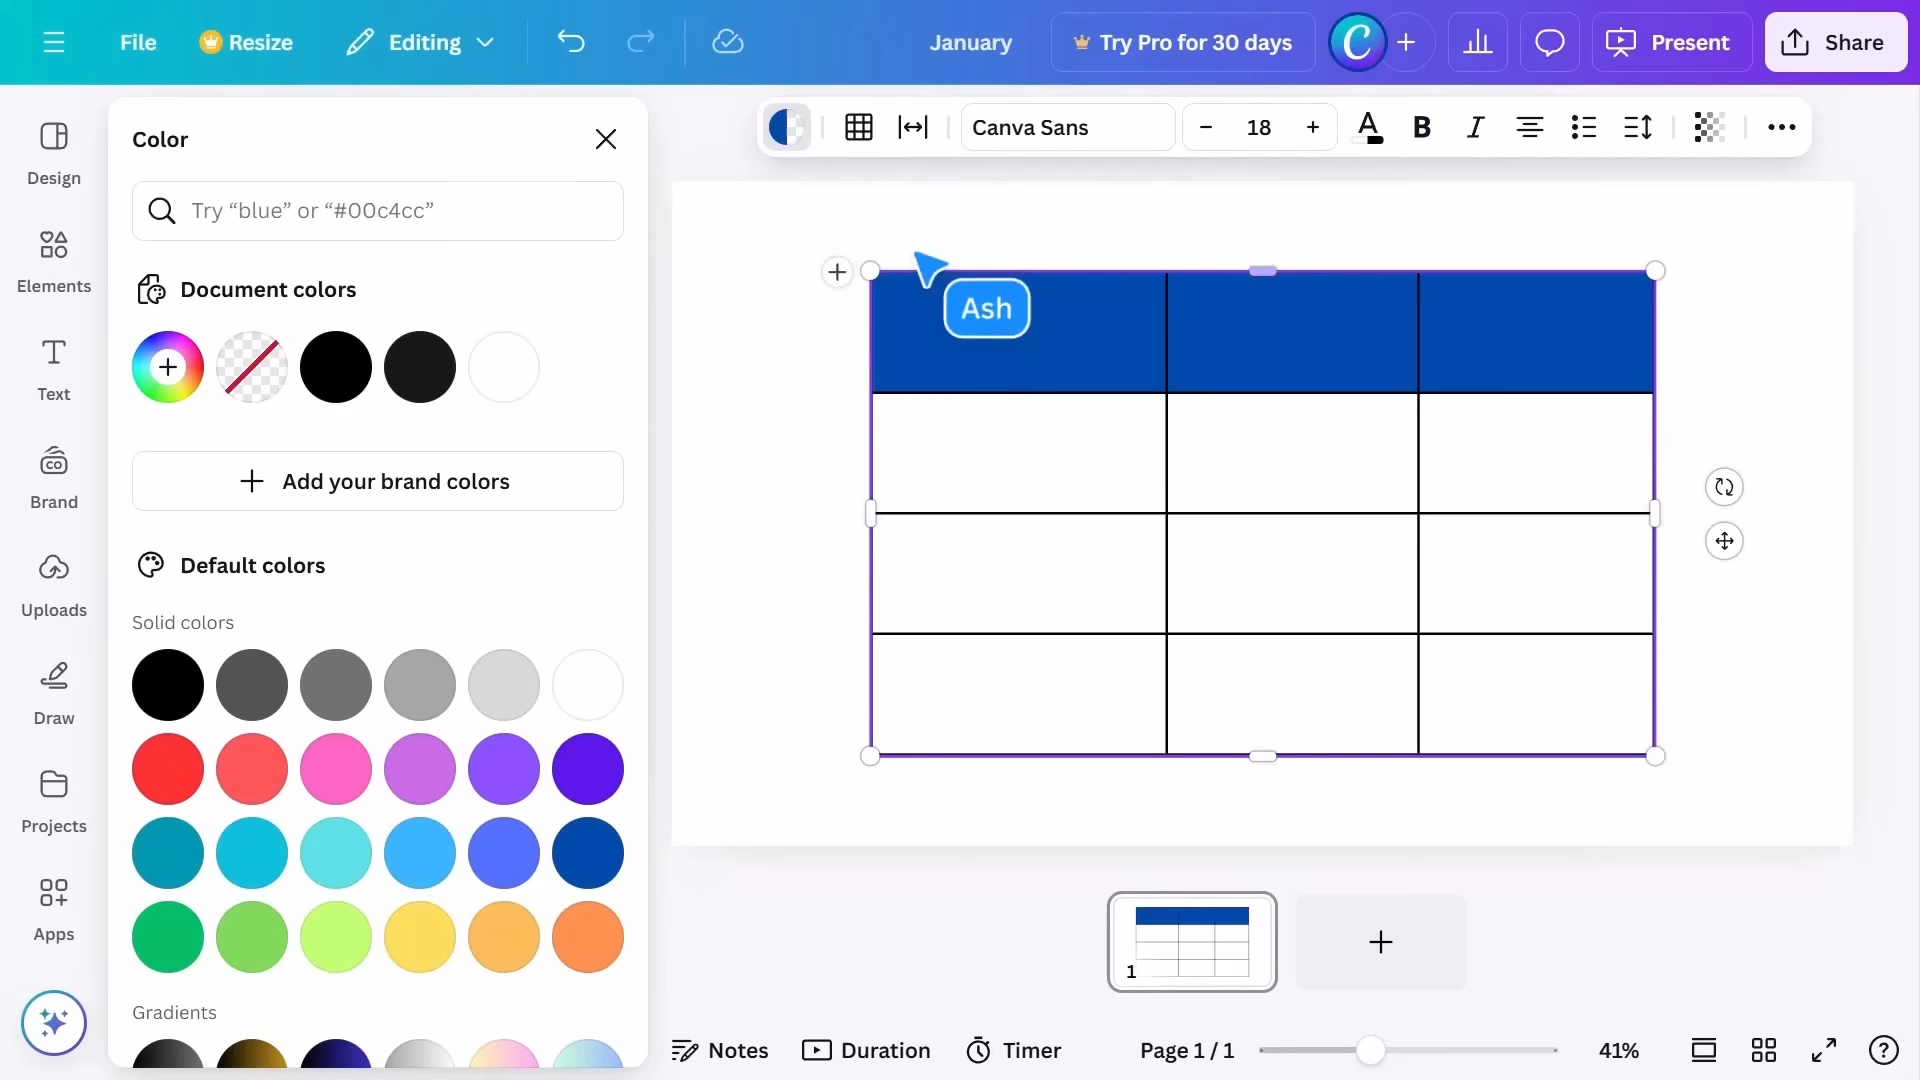 File
Resize
Editing
January
Try Pro for 30 days
C
Present
Share
Design
Elements
Text
Brand
CO
Uploads
Draw
Projects
Apps
Color
Try “blue” or “#00c4cc”
Document colors
Add your brand colors
Default colors
Solid colors
Gradients
Canva Sans
18
A
B
I
Ash
1
Notes
Duration
Timer
Page 1 / 1
41%